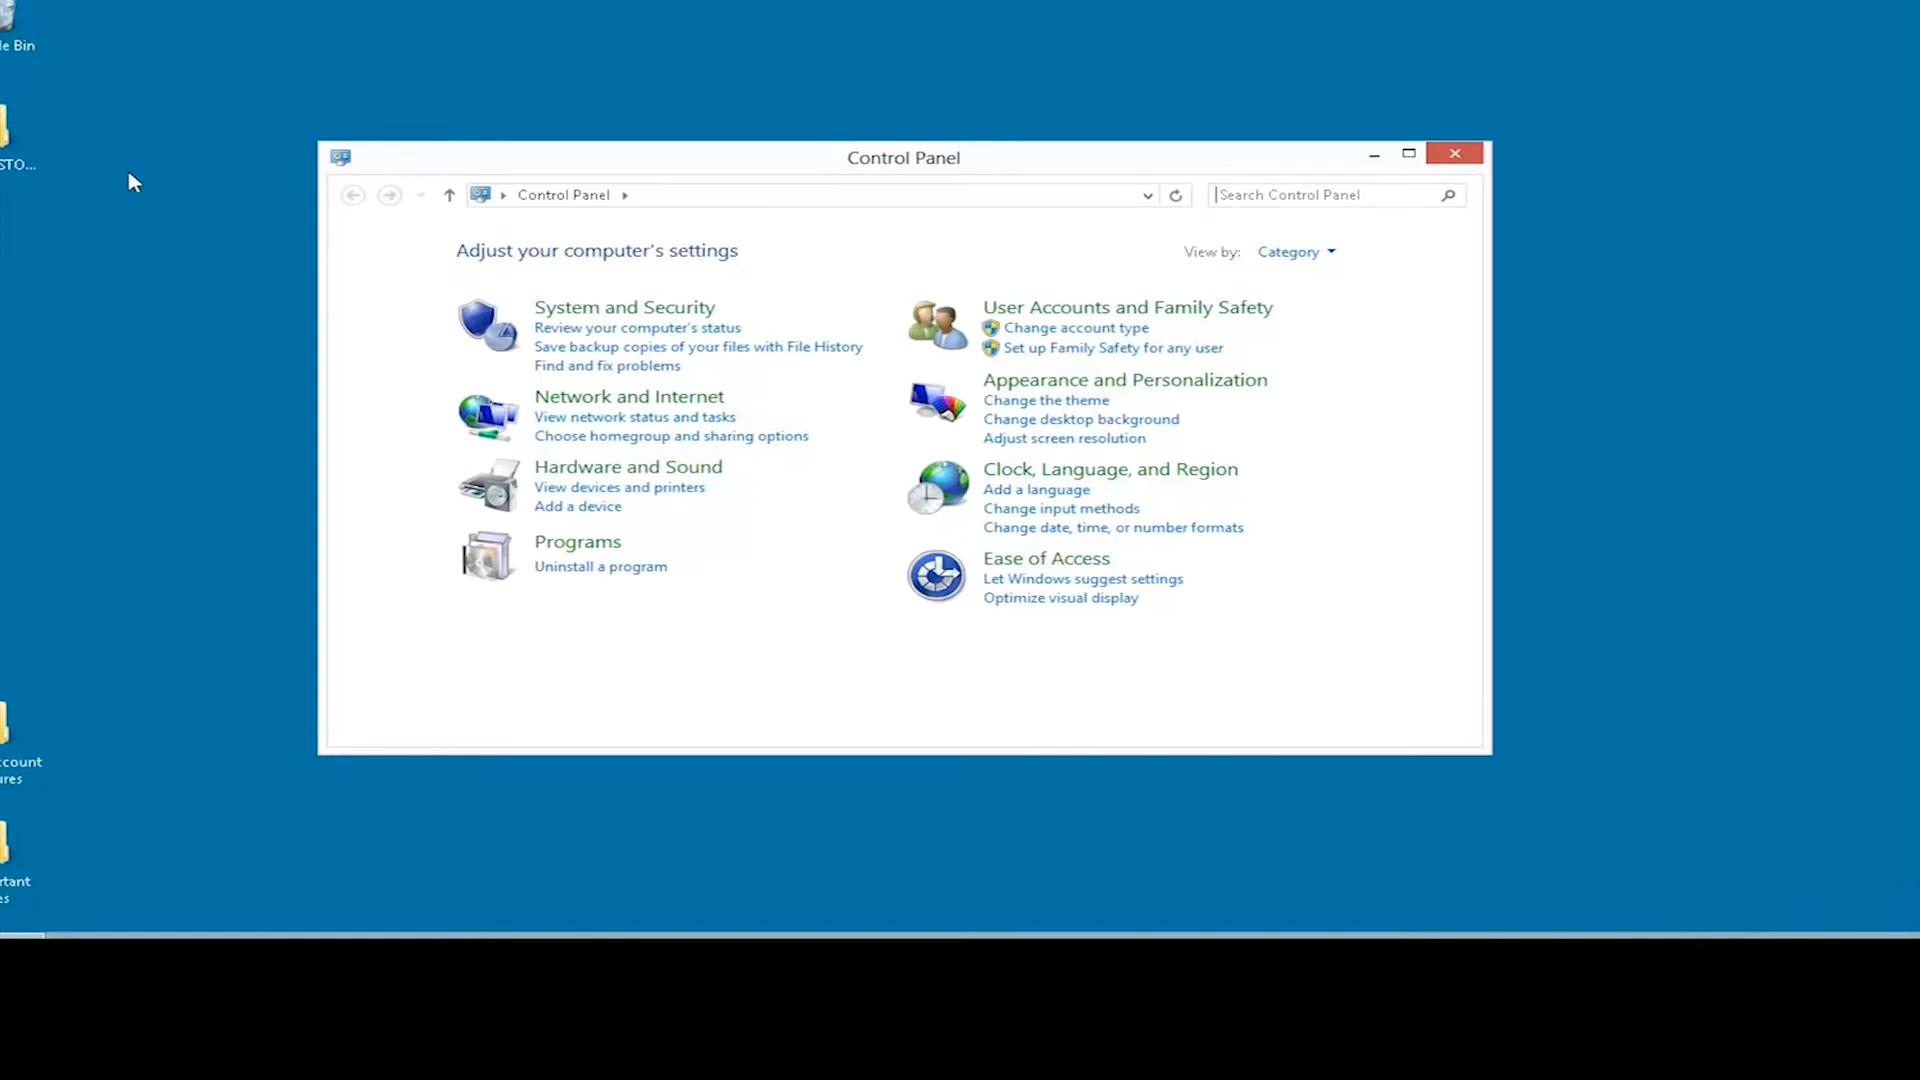 le Bin
STO...
Control Panel
Control Panel
Search Control Panel
Adjust your computer's settings
View by: Category
System and Security
Review your computer's status
Save backup copies of your files with File History
Find and fix problems
Network and Internet
View network status and tasks
Choose homegroup and sharing options
Hardware and Sound
View devices and printers
Add a device
Programs
Uninstall a program
User Accounts and Family Safety
Change account type
Set up Family Safety for any user
Appearance and Personalization
Change the theme
Change desktop background
Adjust screen resolution
Clock, Language, and Region
Add a language
Change input methods
Change date, time, or number formats
Ease of Access
Let Windows suggest settings
Optimize visual display
ccount
ures
rtant
es